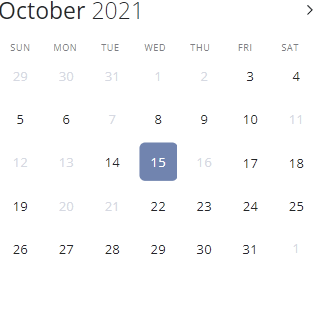 October 2021
SUN MON TUE WED THU FRI SAT
29 30 31 1 2 3 4
5 6 7 8 9 10 11
12 13 14 15 16 17 18
19 20 21 22 23 24 25
26 27 28 29 30 31 1